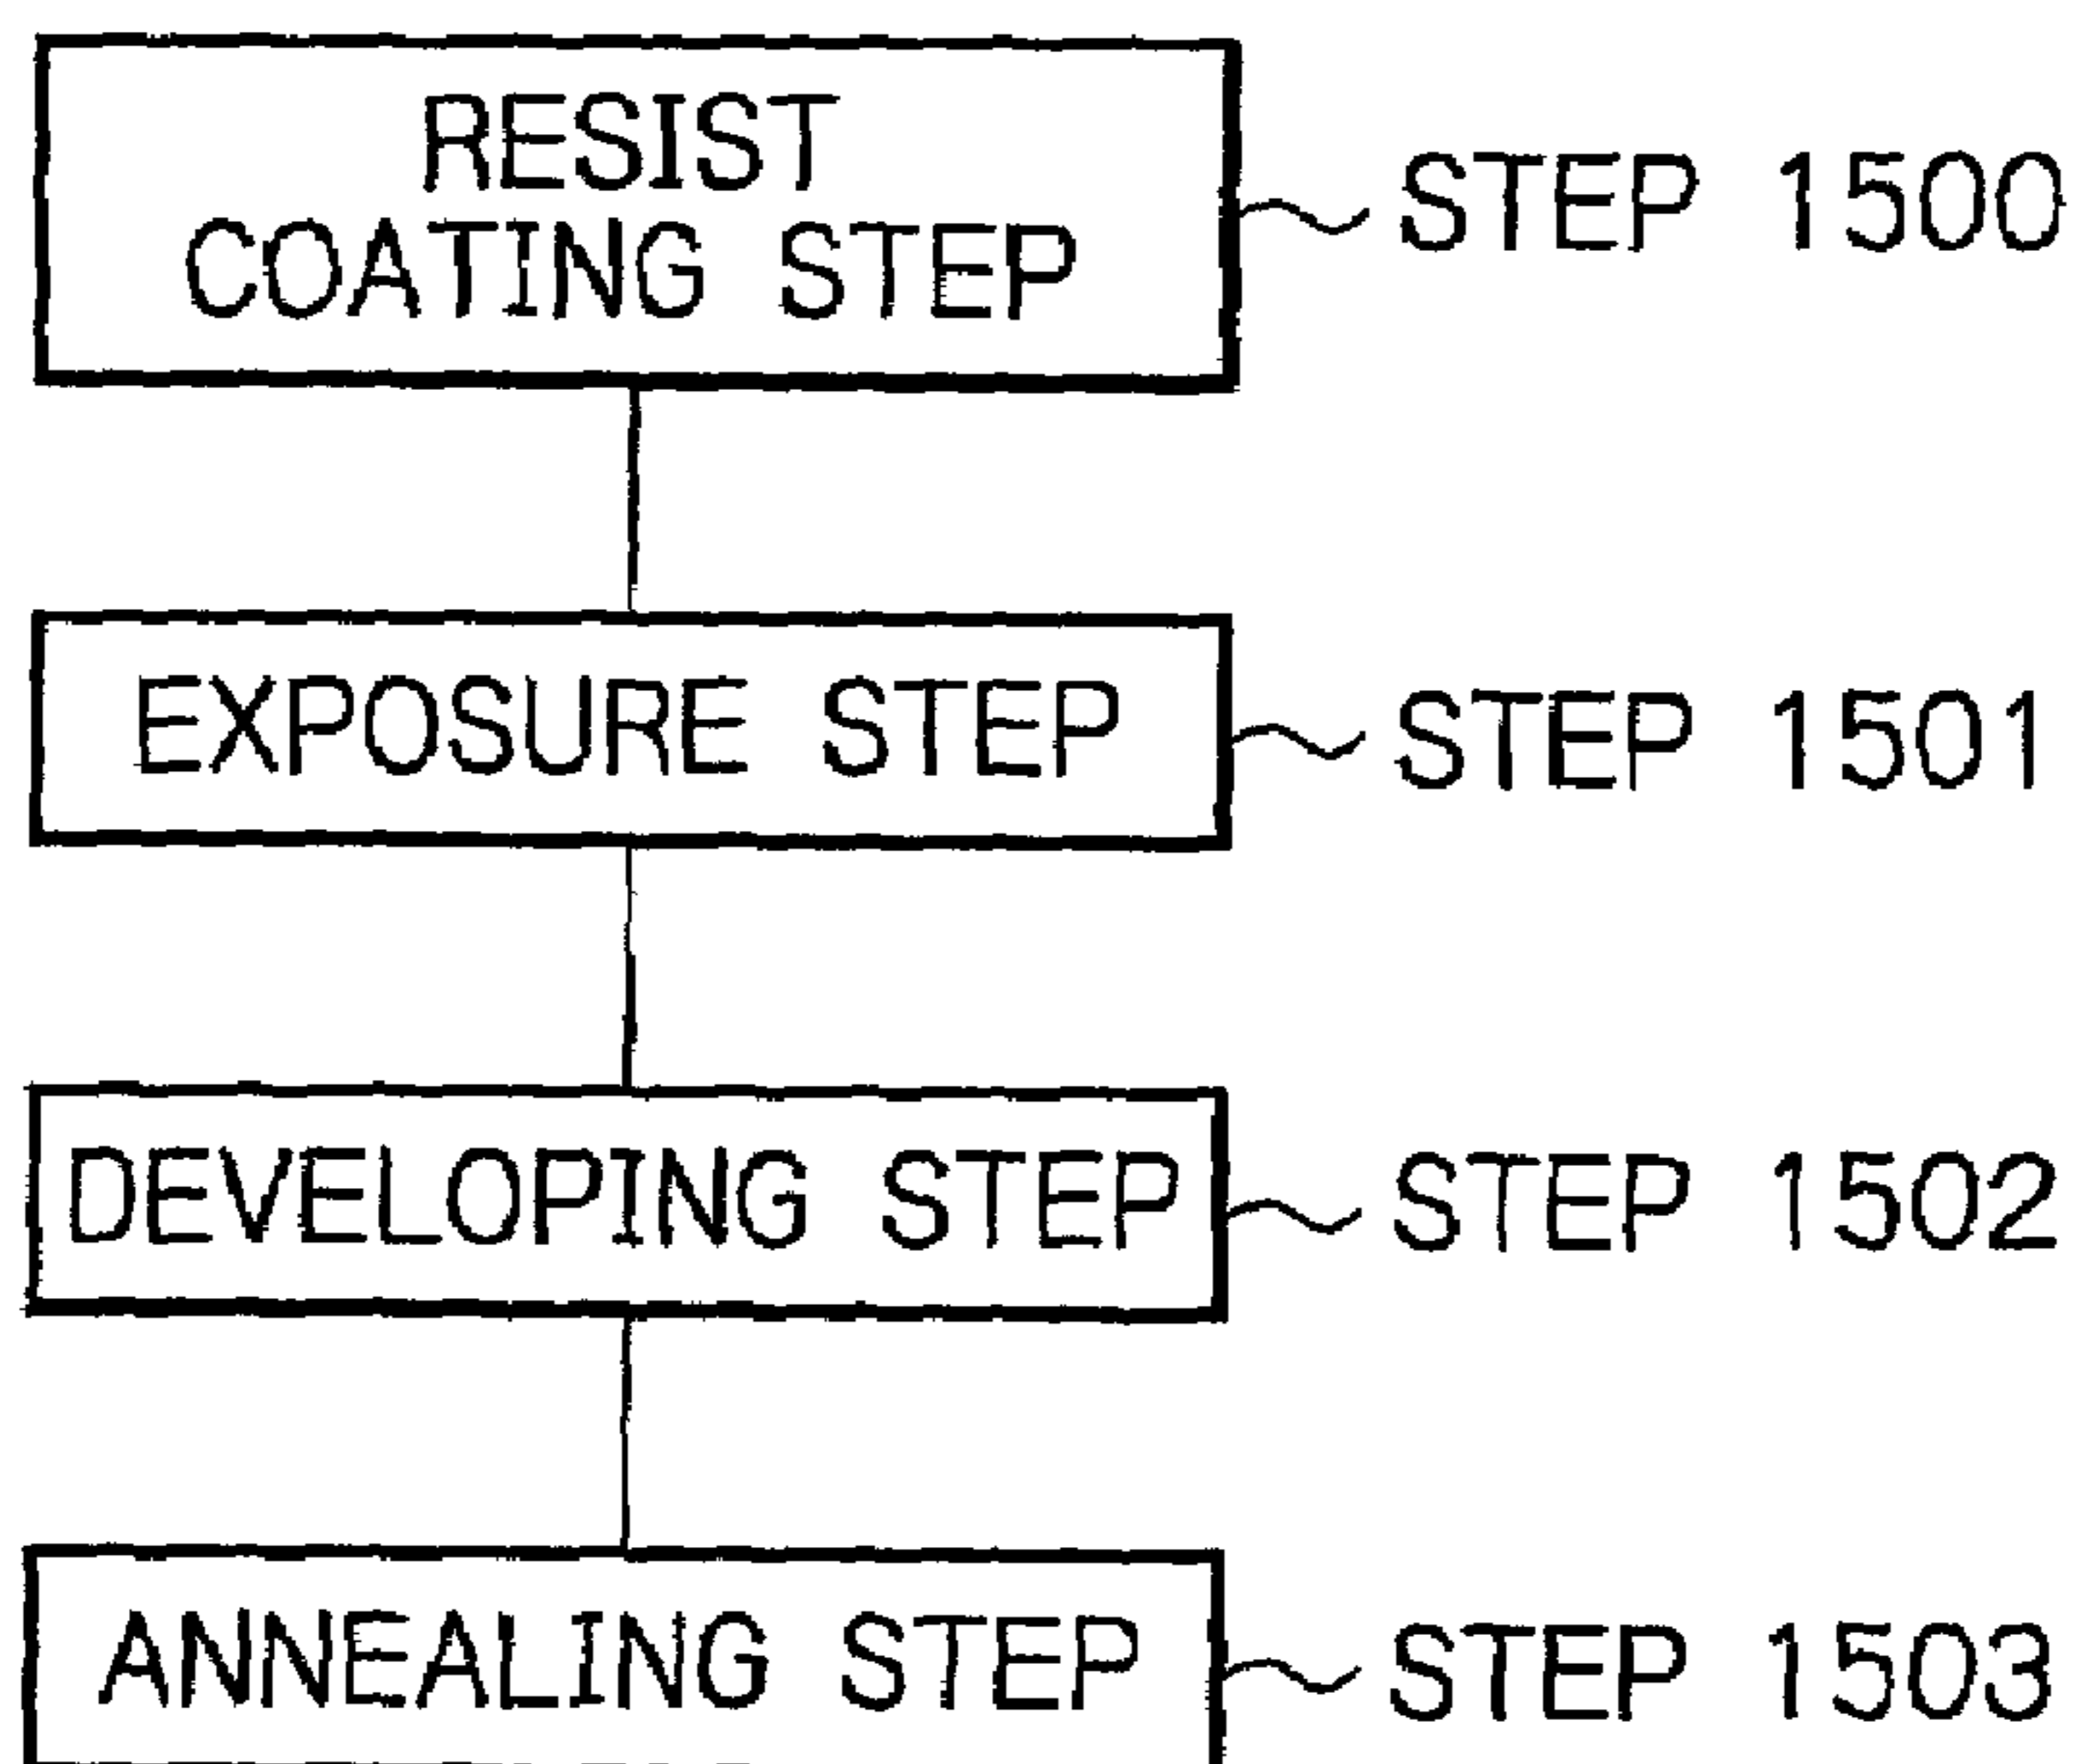 RESIST
COATING STEP
STEP 1500
EXPOSURE STEP
STEP 1501
DEVELOPING STEP
STEP 1502
ANNEALING STEP
STEP 1503